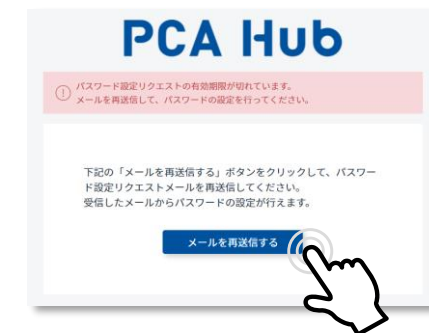 PCA Hub
パスワード設定リクエストの有効期限が切れています。
メールを再送信して、パスワードの設定を行ってください。
下記の「メールを再送信する」ボタンをクリックして、パスワー
ド設定リクエストメールを再送信してください。
受信したメールからパスワードの設定が行えます。
メールを再送信する